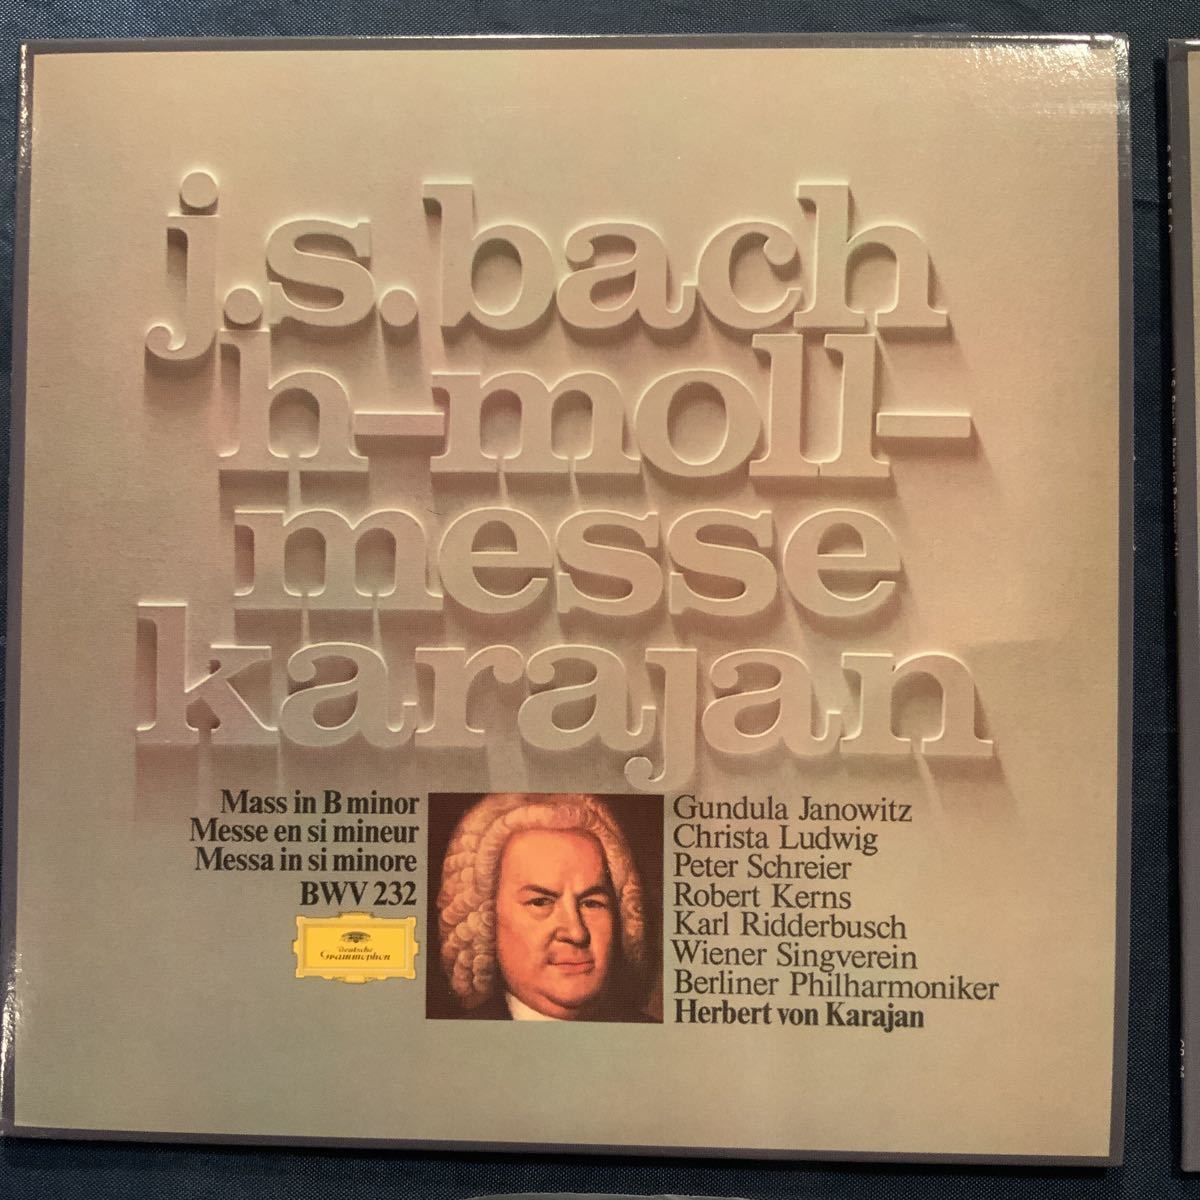 j.s.bach
h-moll-
messe
karajan
Mass in B minor
Messe en si mineur
Messa in si minore
BWV 232
Deutsche
Grammophon
Gundula Janowitz
Christa Ludwig
Peter Schreier
Robert Kerns
Karl Ridderbusch
Wiener Singverein
Berliner Philharmoniker
Herbert von Karajan